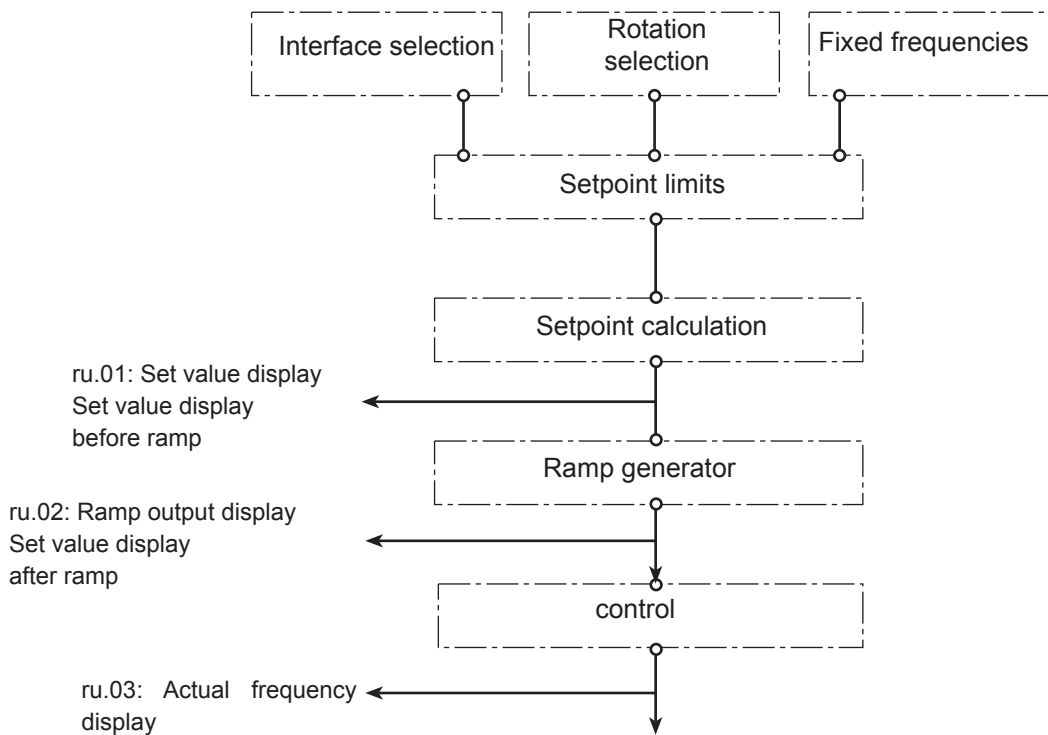 Interface selection
Rotation
selection
Fixed frequencies
Setpoint limits
Setpoint calculation
ru.01: Set value display
Set value display
before ramp
Ramp generator
ru.02: Ramp output display
Set value display
after ramp
control
ru.03: Actual frequency
display